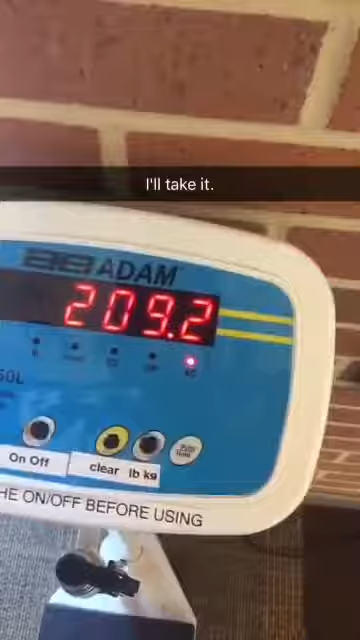 I'll take it.
ADAM
209.2
50L
On Off
clear
lb kg
HE ON/OFF BEFORE USING